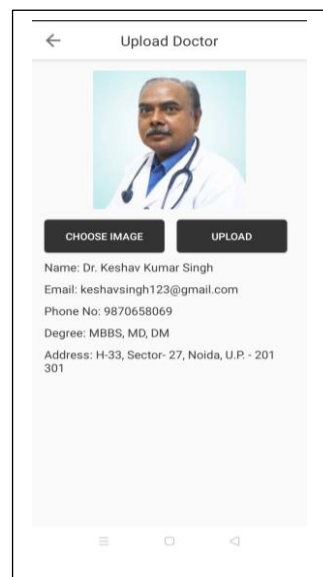 Upload Doctor
CHOOSE IMAGE
UPLOAD
Name: Dr. Keshav Kumar Singh
Email: keshavsingh123@gmail.com
Phone No: 9870658069
Degree: MBBS, MD, DM
Address: H-33, Sector- 27, Noida, U.P. - 201
301